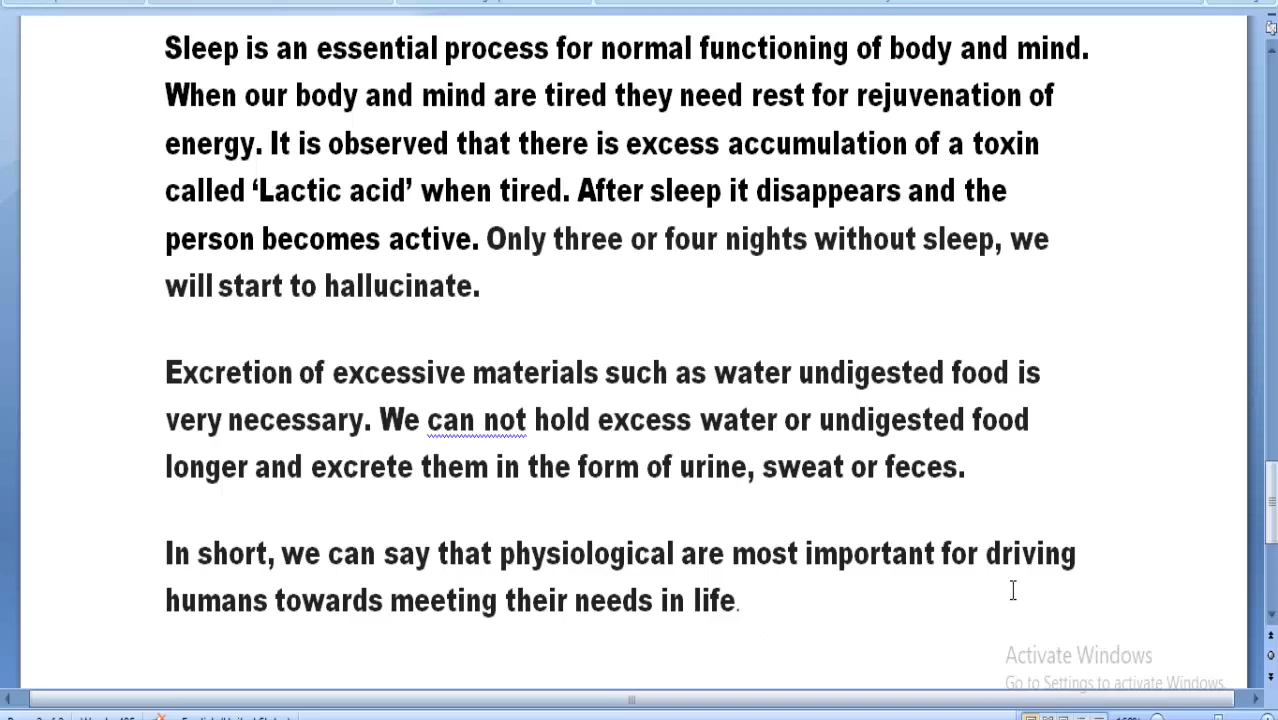 Sleep is an essential process for normal functioning of body and mind.
When our body and mind are tired they need rest for rejuvenation of
energy. It is observed that there is excess accumulation of a toxin
called ‘Lactic acid’ when tired. After sleep it disappears and the
person becomes active. Only three or four nights without sleep, we
will start to hallucinate.
Excretion of excessive materials such as water undigested food is
very necessary. We can not hold excess water or undigested food
longer and excrete them in the form of urine, sweat or feces.
In short, we can say that physiological are most important for driving
humans towards meeting their needs in life.
Activate Windows
Go to Settings to activate Windows.